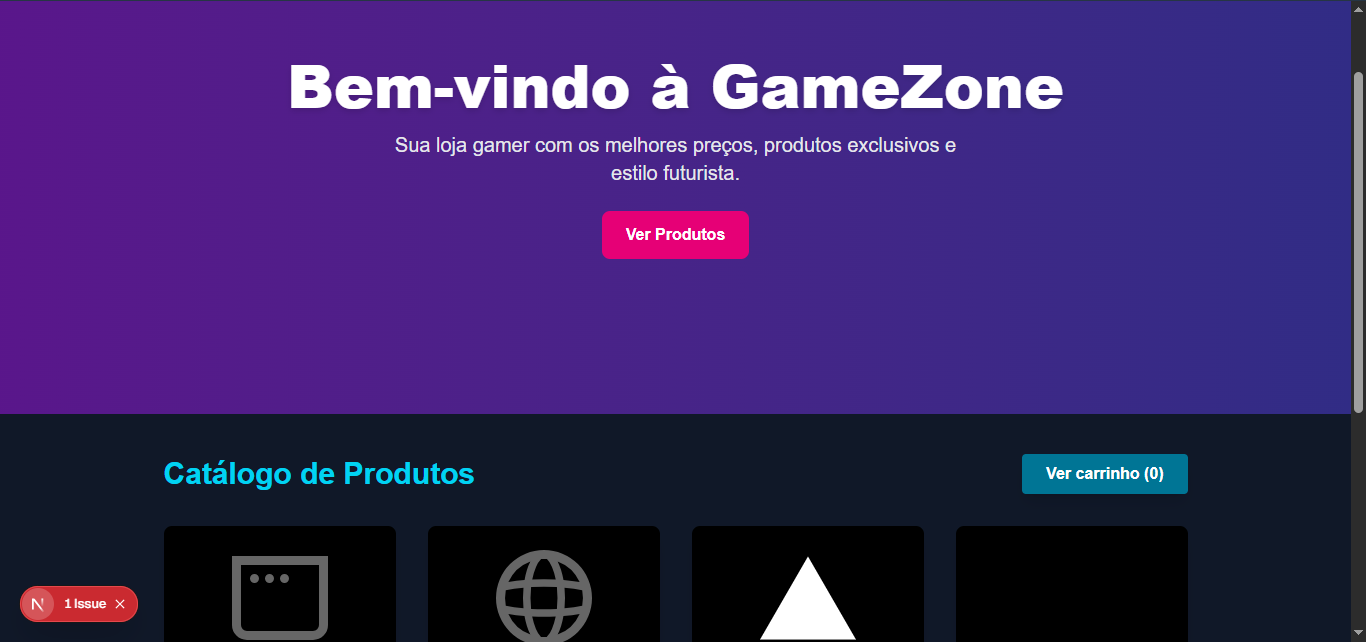 Bem-vindo à GameZone
Sua loja gamer com os melhores preços, produtos exclusivos e
estilo futurista.
Ver Produtos
Catálogo de Produtos
Ver carrinho (0)
N 1 Issue